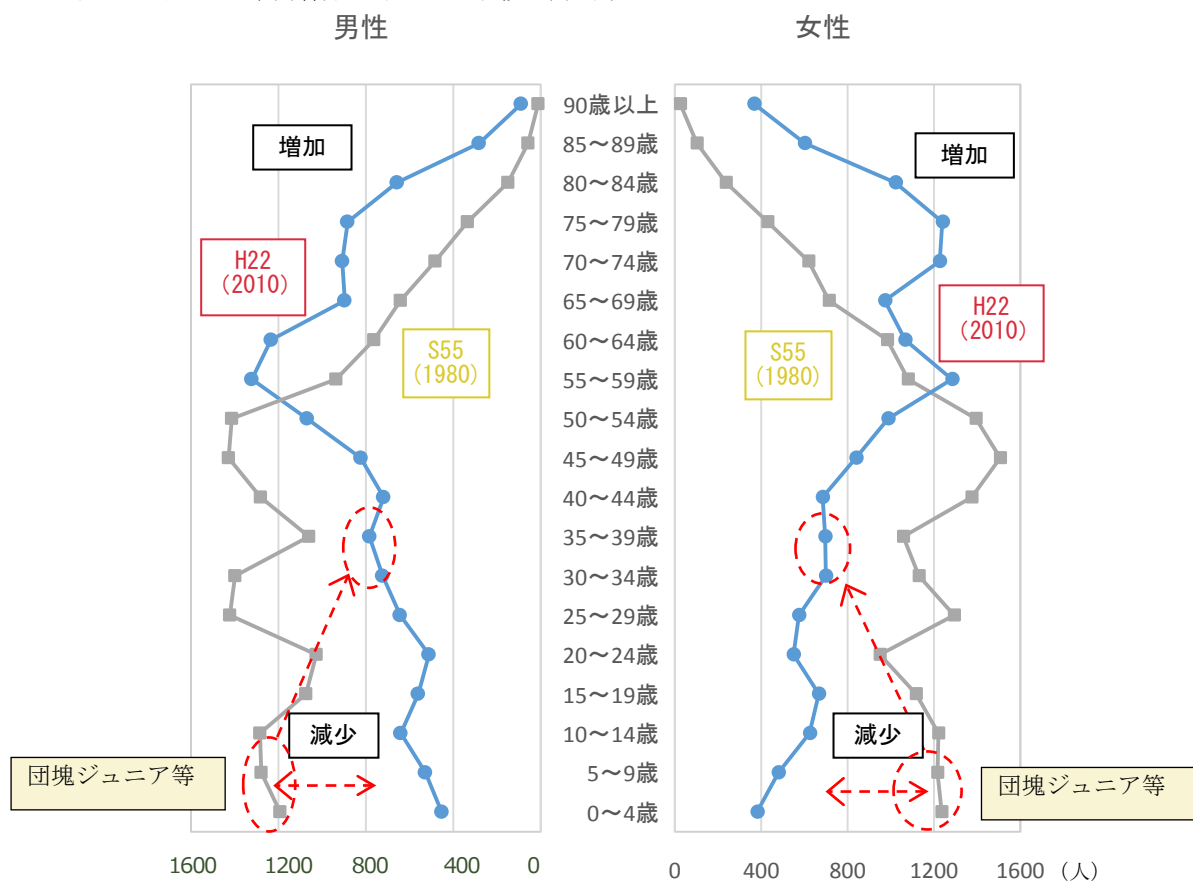 男性
女性
90歳以上
85～89歳
80～84歳
75～79歳
70～74歳
65～69歳
60～64歳
55～59歳
50～54歳
45～49歳
40～44歳
35～39歳
30～34歳
25～29歳
20～24歳
15～19歳
10～14歳
5～9歳
0～4歳
増加
増加
H22
(2010)
H22
(2010)
S55
(1980)
S55
(1980)
減少
減少
団塊ジュニア等
団塊ジュニア等
1600 1200 800 400 0
0 400 800 1200 1600 (人)